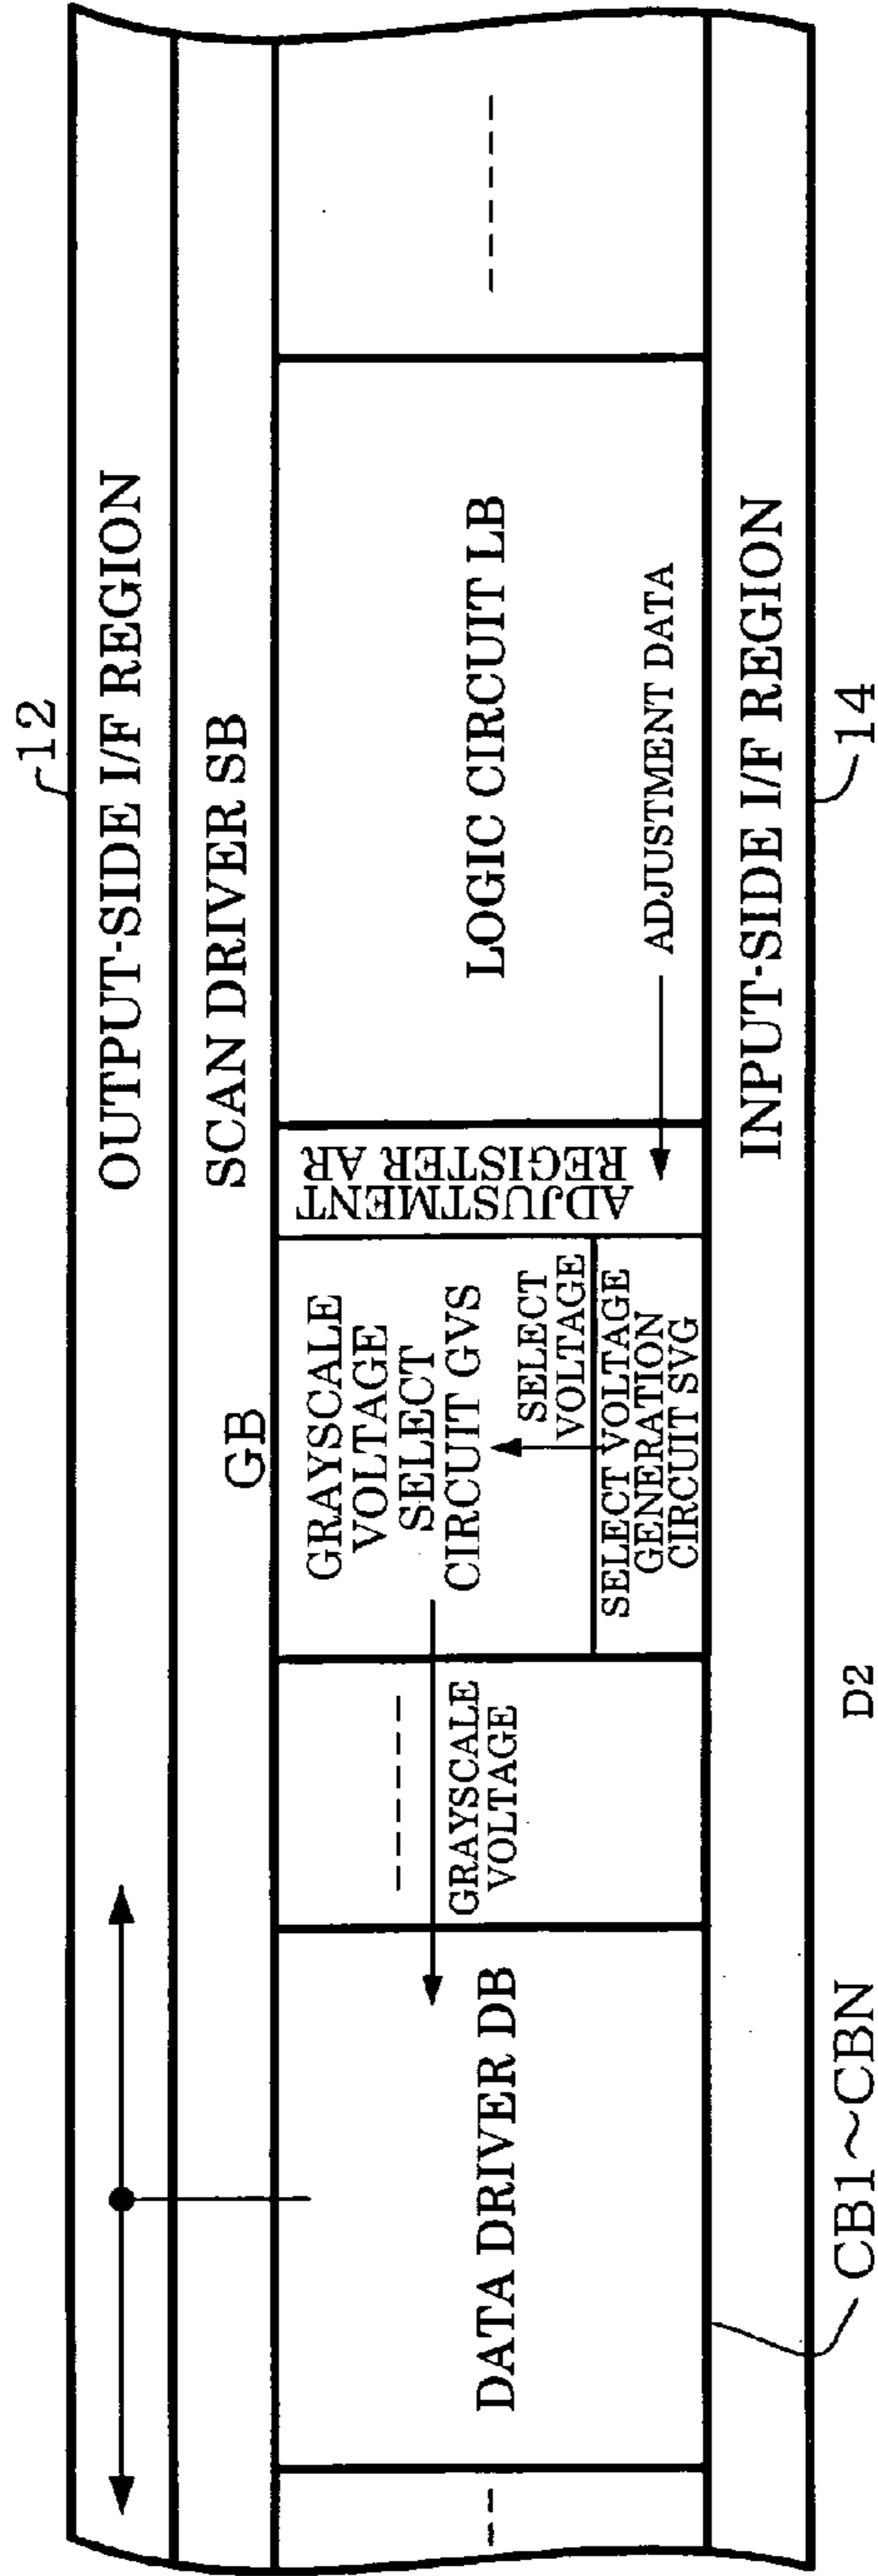 12
OUTPUT-SIDE I/F REGION
SCAN DRIVER SB
GB
DATA DRIVER DB
GRAYSCALE
VOLTAGE
GRAYSCALE
VOLTAGE
SELECT
CIRCUIT GVS
SELECT
VOLTAGE
SELECT VOLTAGE
GENERATION
CIRCUIT SVG
ADJUSTMENT
REGISTER AR
LOGIC CIRCUIT LB
ADJUSTMENT DATA
INPUT-SIDE I/F REGION
CB1~CBN
D2
14